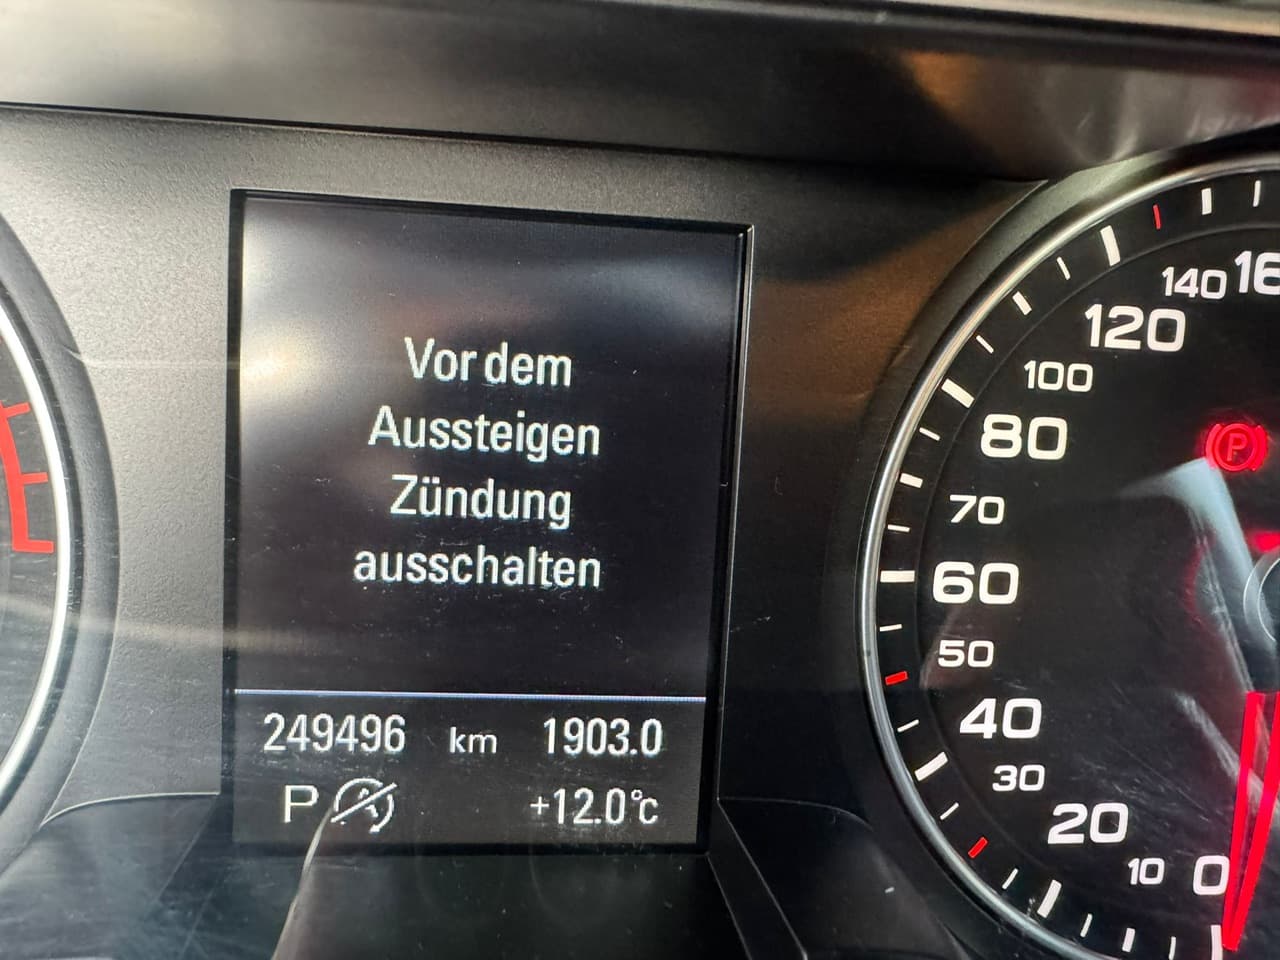 Vor dem
Aussteigen
Zündung
ausschalten
249496 km 1903.0
P +12.0°C
140
120
100
80
P
70
60
50
40
30
20
10 0